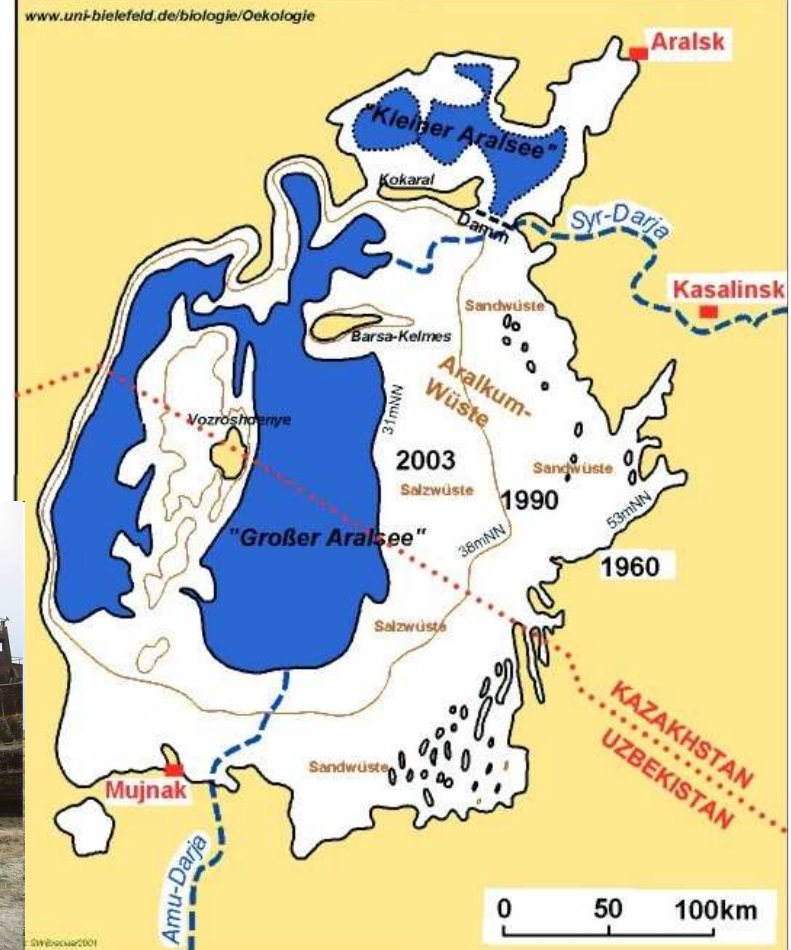 www.uni-bielefeld.de/biologie/Oekologie
Aralsk
"Kleiner Aralsee"
Kokaral
Damm
Syr-Darja
Kasalinsk
Sandwüste
Barsa-Kelmes
Aralkum-
Wüste
31mNN
Vozroshdenye
2003
Sandwüste
Salzwüste
1990
53mNN
"Großer Aralsee"
38mNN
1960
Salzwüste
KAZAKHSTAN
UZBEKISTAN
Sandwüste
Mujnak
Amu-Darja
0 50 100km